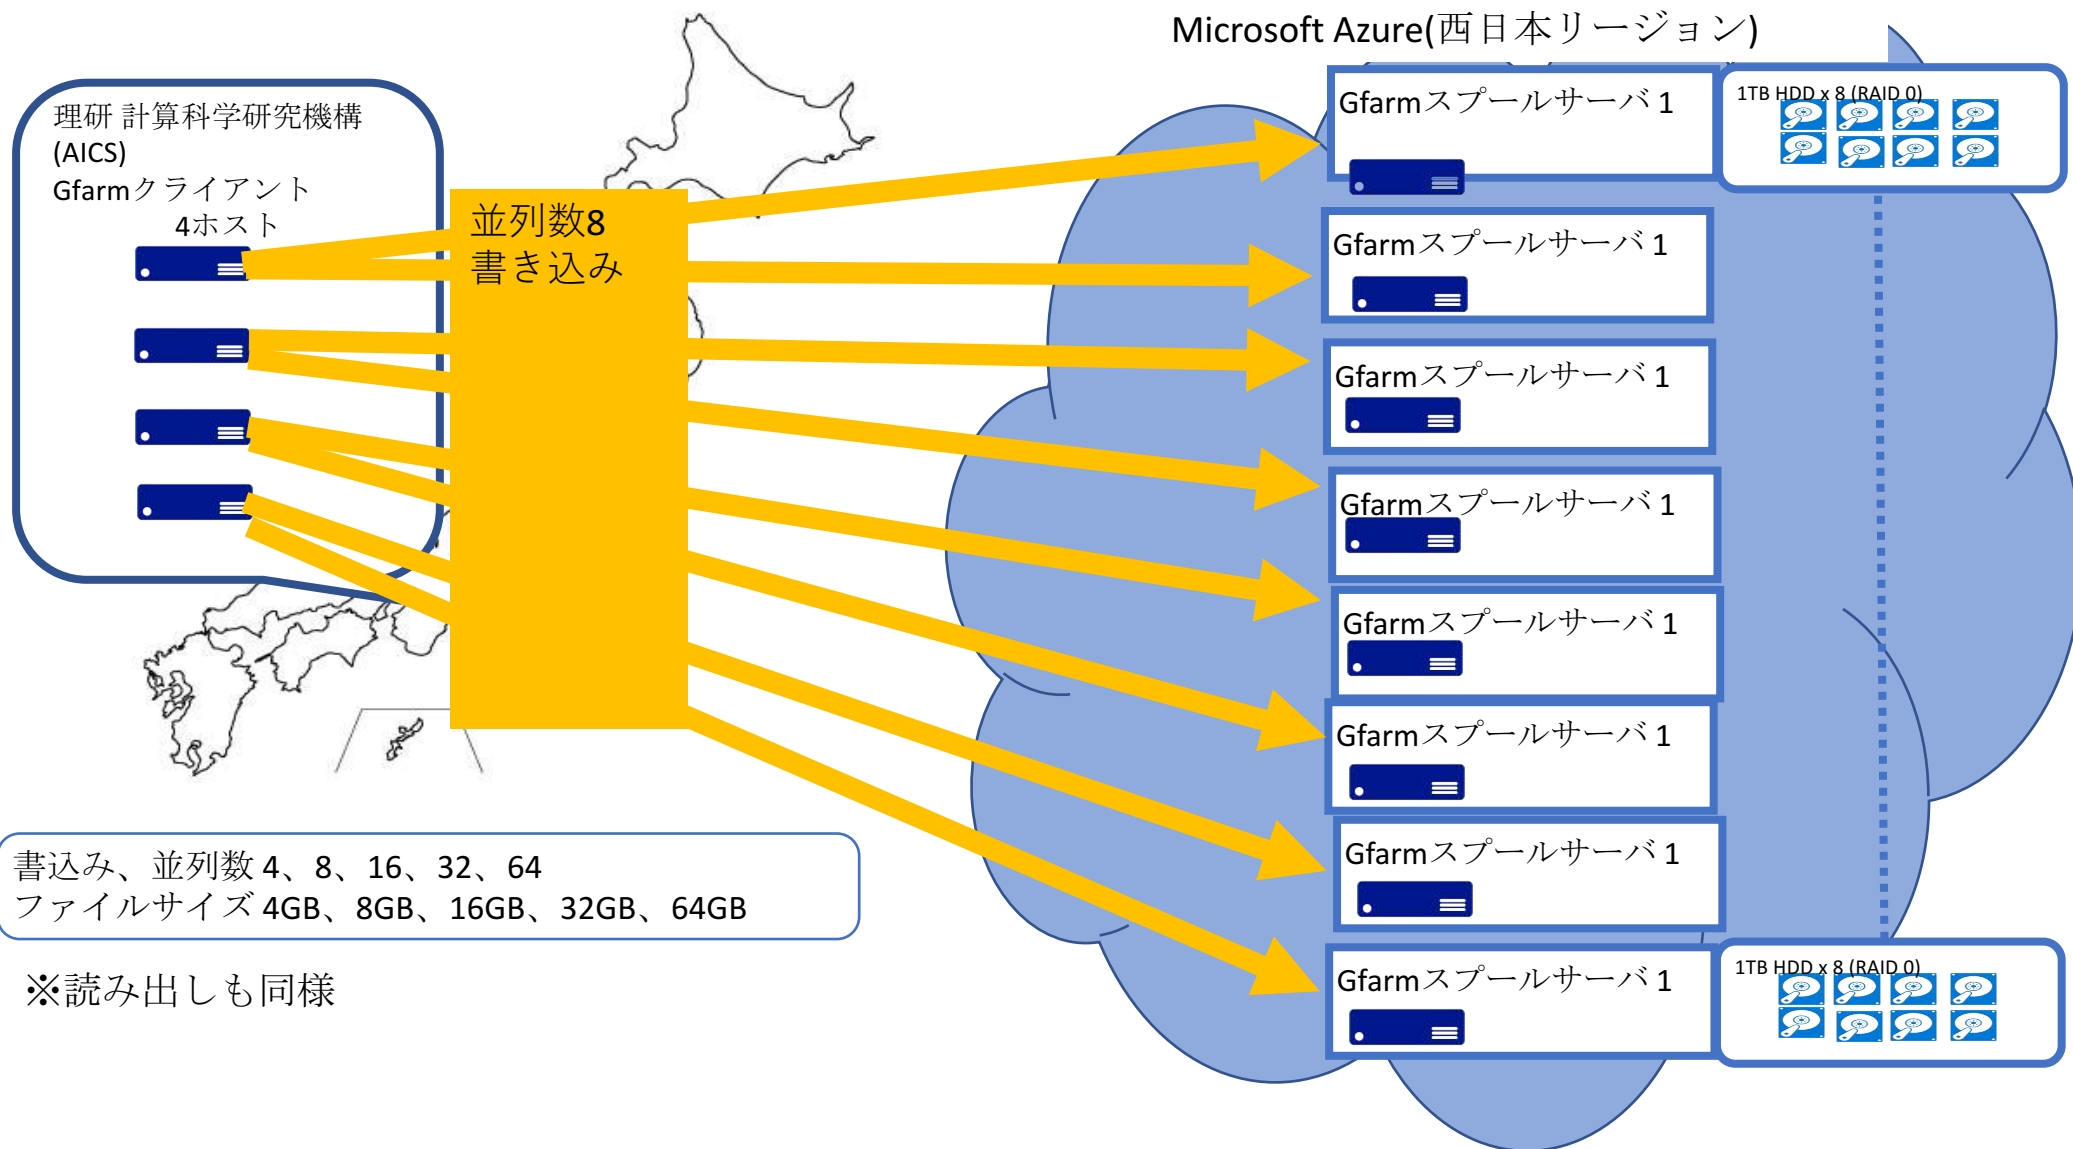 Microsoft Azure(西日本リージョン)
理研 計算科学研究機構
(AICS)
Gfarmクライアント
4ホスト
並列数8
書き込み
Gfarmスプールサーバ 1
1TB HDD x 8 (RAID 0)
Gfarmスプールサーバ 1
Gfarmスプールサーバ 1
Gfarmスプールサーバ 1
Gfarmスプールサーバ 1
Gfarmスプールサーバ 1
Gfarmスプールサーバ 1
Gfarmスプールサーバ 1
1TB HDD x 8 (RAID 0)
書込み、並列数 4、8、16、32、64
ファイルサイズ 4GB、8GB、16GB、32GB、64GB
※読み出しも同様